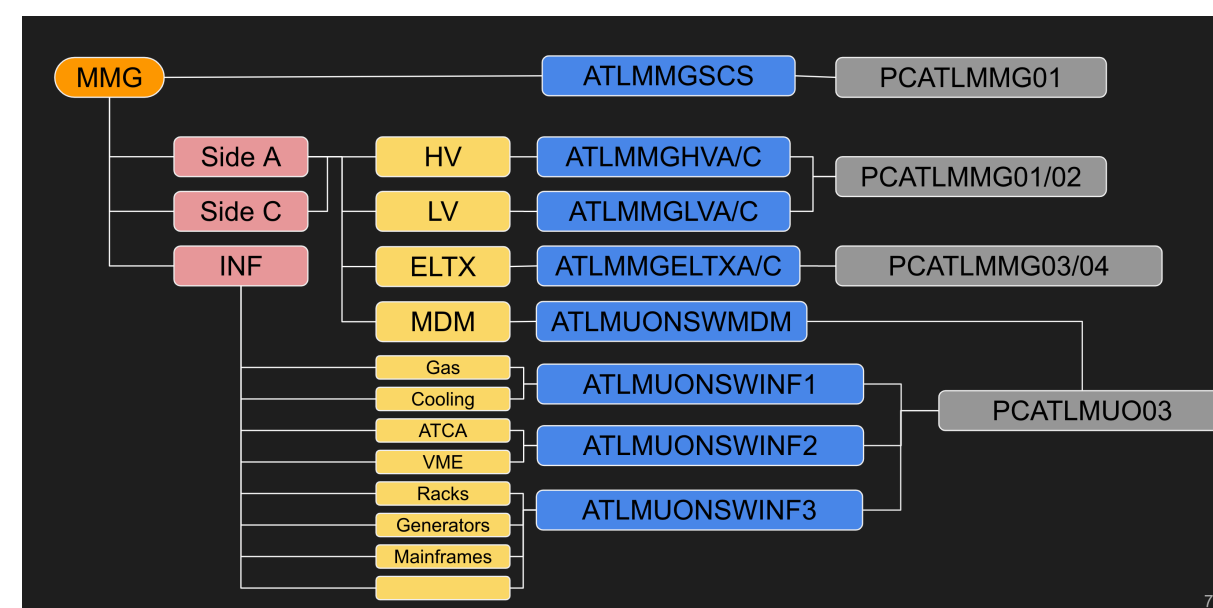 MMG
ATLMMGSCS
PCATLMMG01
Side A
HV
ATLMMGHVA/C
PCATLMMG01/02
Side C
LV
ATLMMGLVA/C
INF
ELTX
ATLMMGELTXA/C
PCATLMMG03/04
MDM
ATLMUONSWMDM
Gas
ATLMUONSWINF1
Cooling
PCATLMUO03
ATCA
ATLMUONSWINF2
VME
Racks
ATLMUONSWINF3
Generators
Mainframes
7